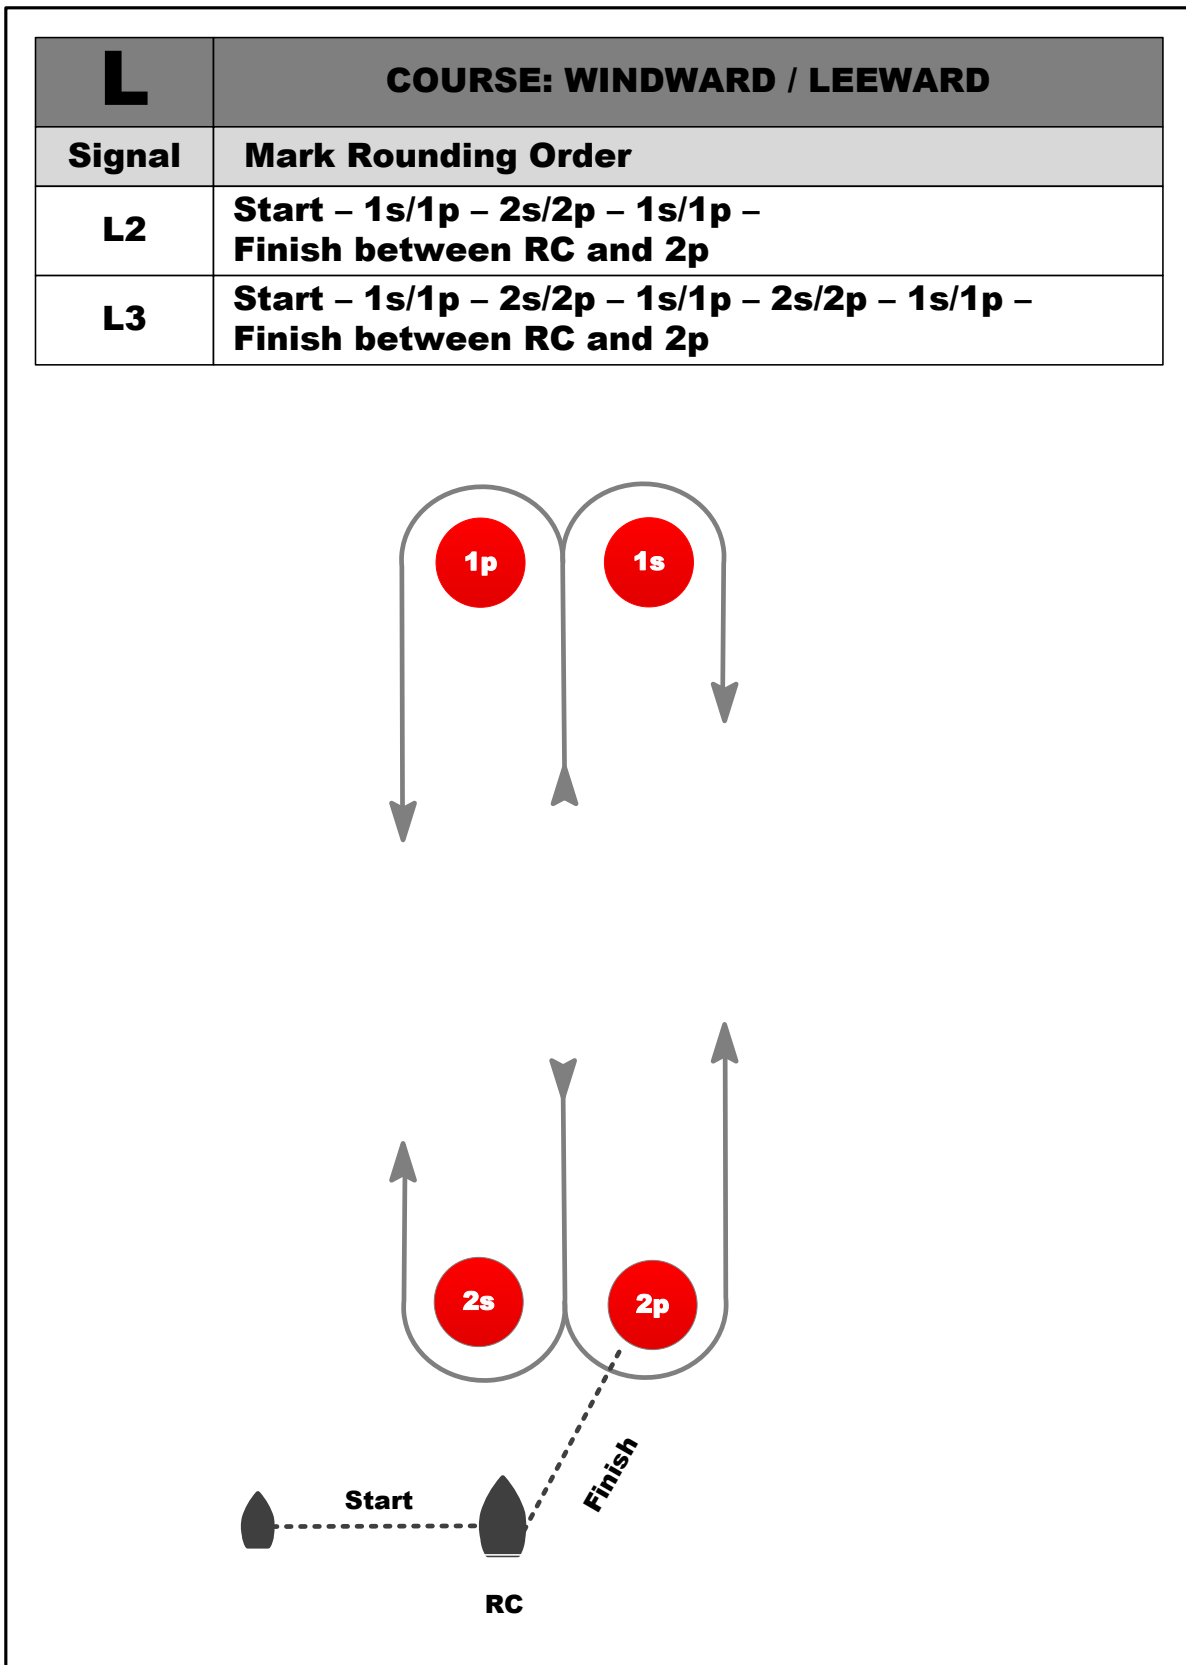 L
COURSE: WINDWARD / LEEWARD
Signal
Mark Rounding Order
L2
Start – 1s/1p – 2s/2p – 1s/1p –
Finish between RC and 2p
L3
Start – 1s/1p – 2s/2p – 1s/1p – 2s/2p – 1s/1p –
Finish between RC and 2p
1p
1s
2s
2p
Finish
Start
RC